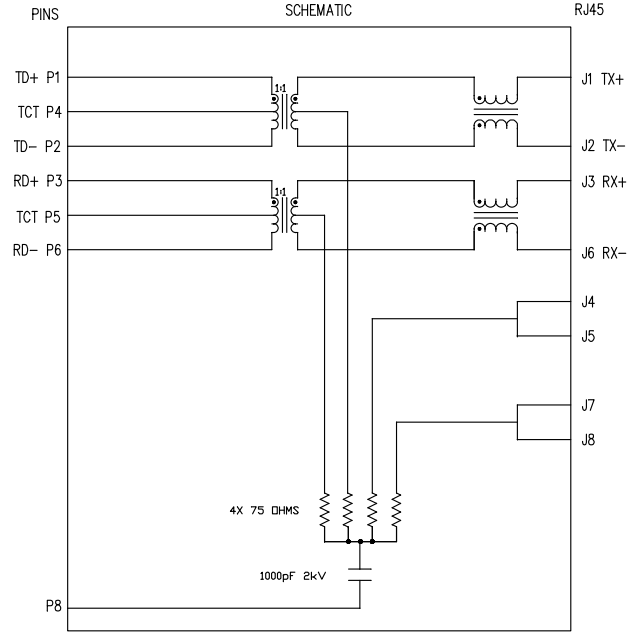 PINS
SCHEMATIC
RJ45
TD+ P1
1:1
J1 TX+
TCT P4
TD- P2
J2 TX-
RD+ P3
1:1
J3 RX+
TCT P5
RD- P6
J6 RX-
J4
J5
J7
J8
4X 75 OHMS
1000pF 2kV
P8